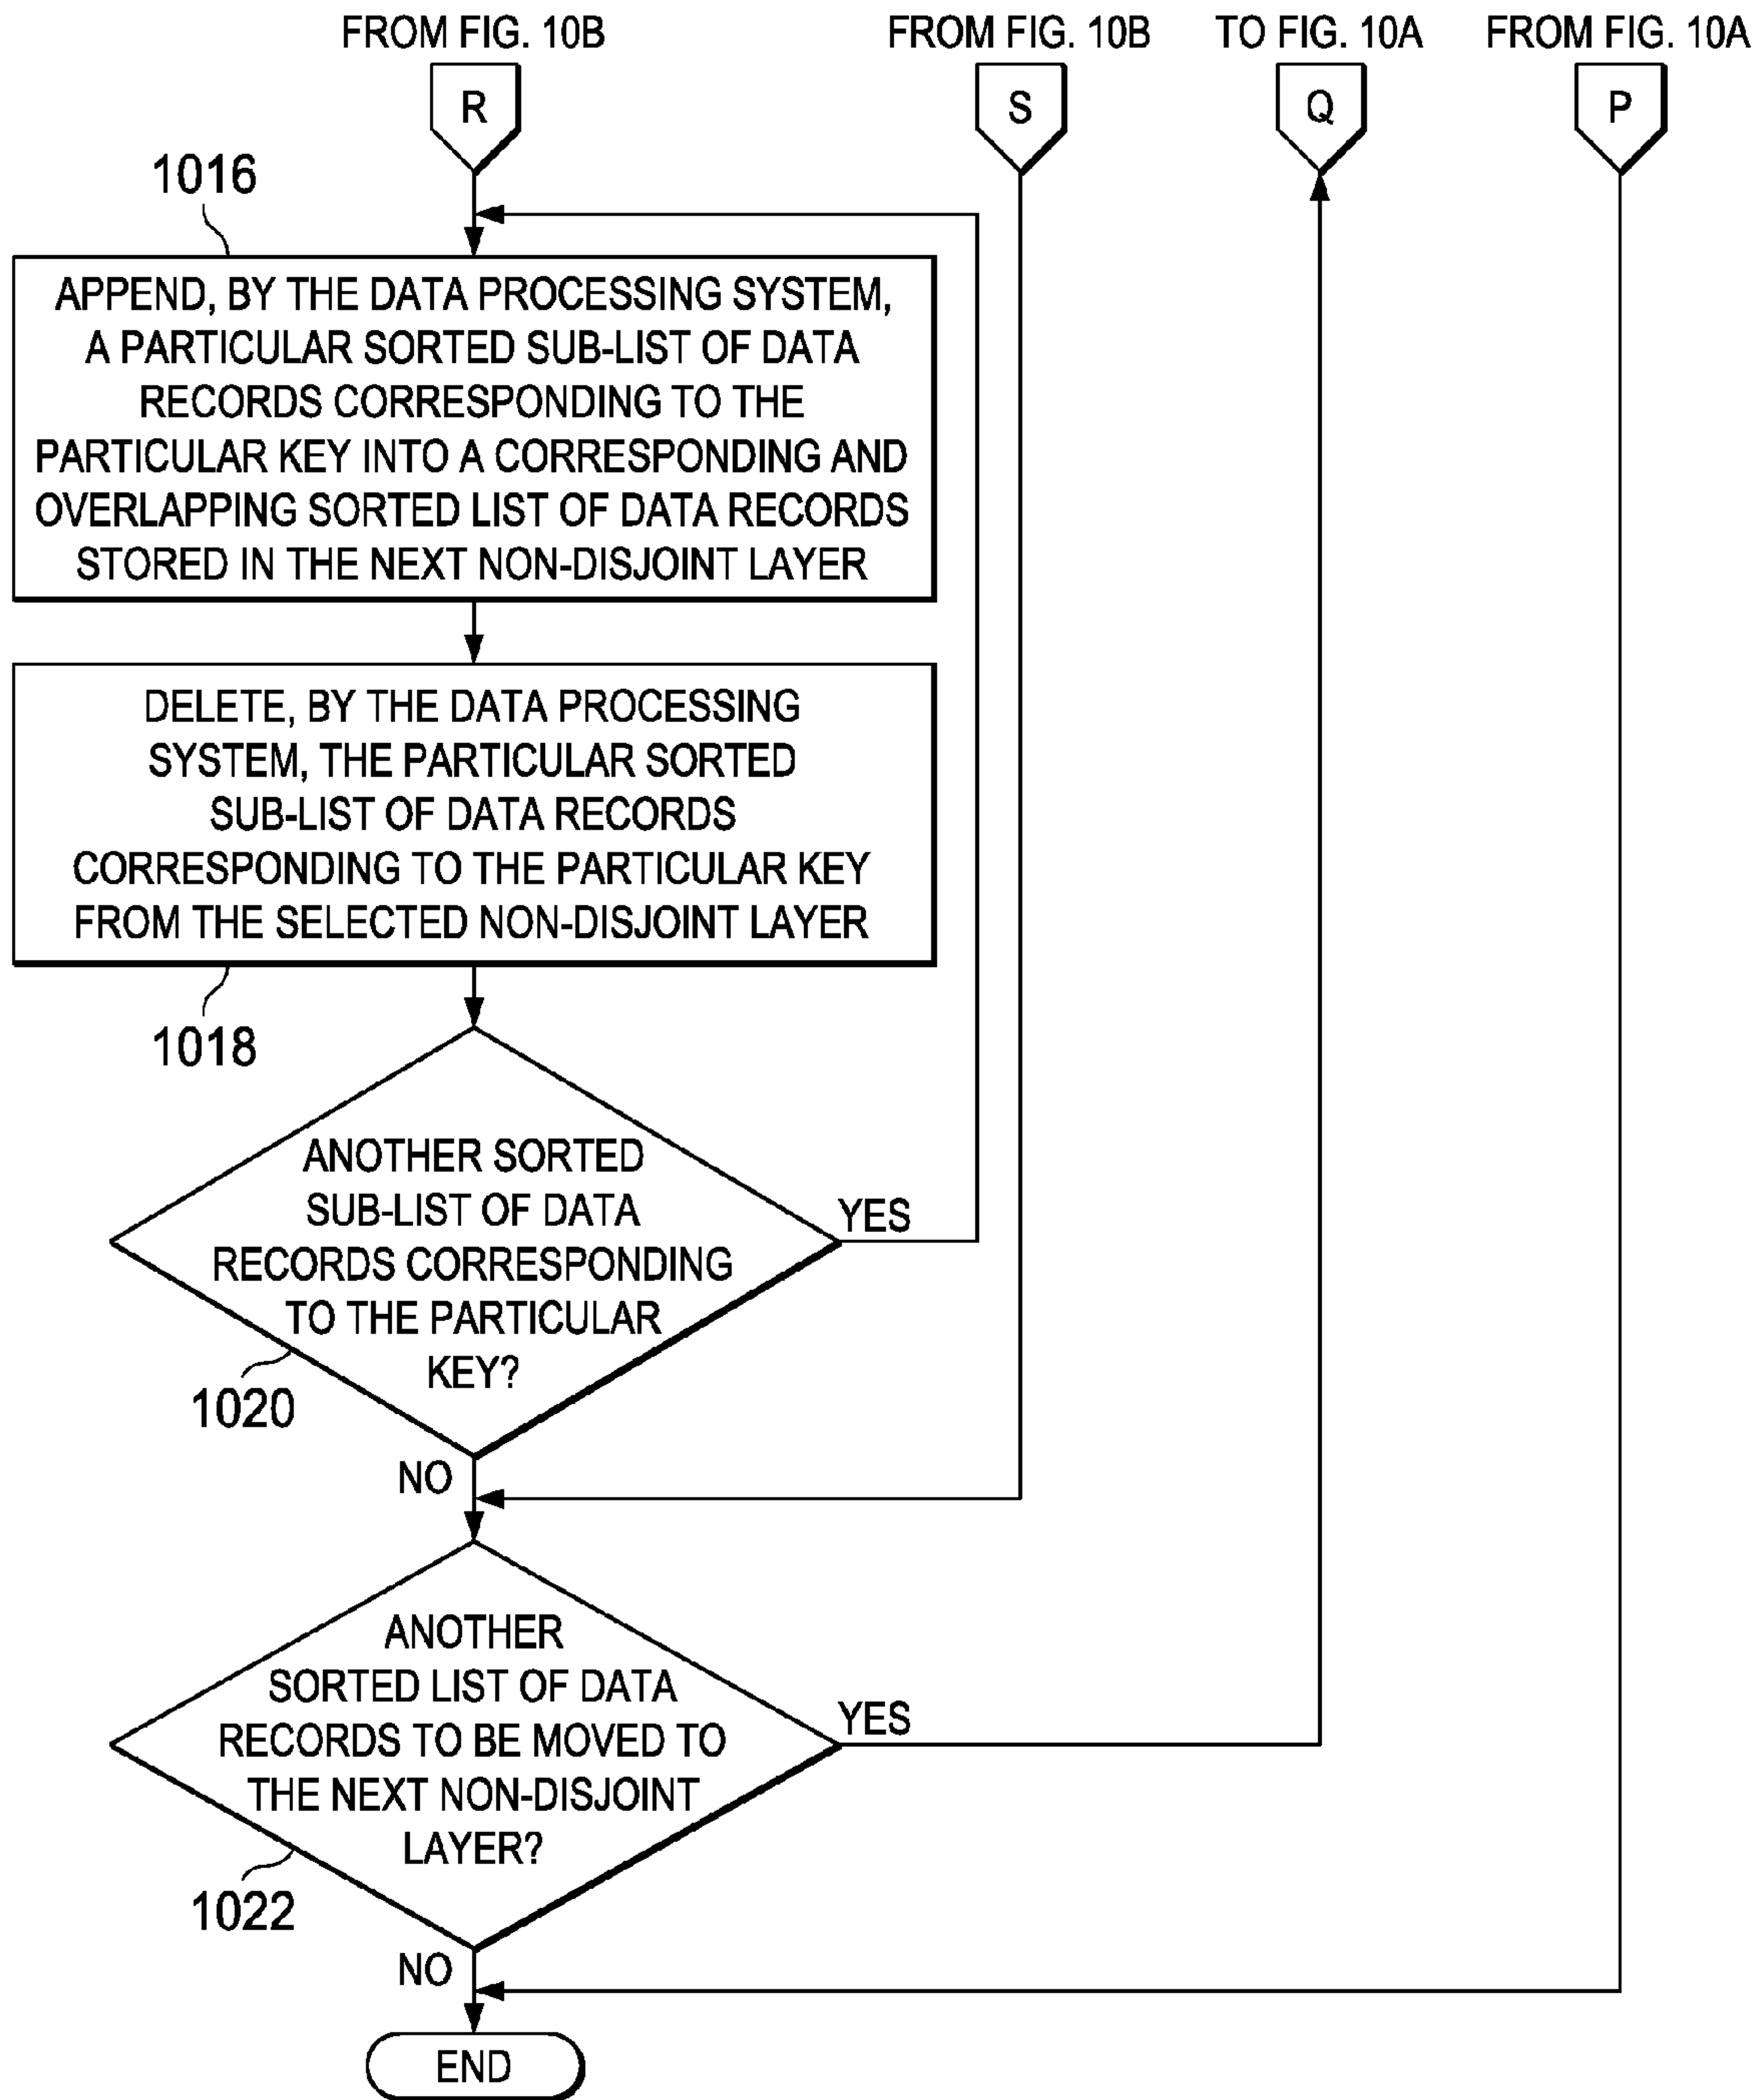 FROM FIG. 10B
FROM FIG. 10B
TO FIG. 10A
FROM FIG. 10A
R
S
Q
P
1016
APPEND, BY THE DATA PROCESSING SYSTEM,
A PARTICULAR SORTED SUB-LIST OF DATA
RECORDS CORRESPONDING TO THE
PARTICULAR KEY INTO A CORRESPONDING AND
OVERLAPPING SORTED LIST OF DATA RECORDS
STORED IN THE NEXT NON-DISJOINT LAYER
DELETE, BY THE DATA PROCESSING
SYSTEM, THE PARTICULAR SORTED
SUB-LIST OF DATA RECORDS
CORRESPONDING TO THE PARTICULAR KEY
FROM THE SELECTED NON-DISJOINT LAYER
1018
ANOTHER SORTED
SUB-LIST OF DATA
RECORDS CORRESPONDING
TO THE PARTICULAR
KEY?
YES
1020
NO
ANOTHER
SORTED LIST OF DATA
RECORDS TO BE MOVED TO
THE NEXT NON-DISJOINT
LAYER?
YES
1022
NO
END